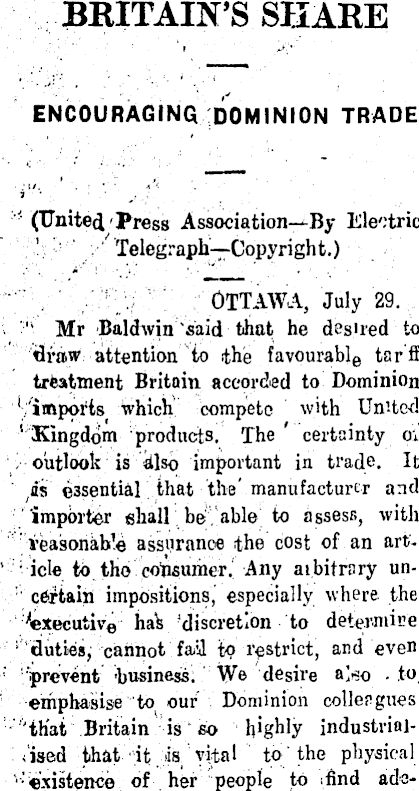 BRITAIN'S SHARE
ENCOURAGING DOMINION TRADE
(United Press Association—By Electric
Telegraph—Copyright.)
OTTAWA, July 29.
Mr Baldwin said that he desired to
draw attention to the favourable tariff
treatment Britain accorded to Dominion
imports which compete with United
Kingdom products. The certainty of
outlook is also important in trade. It
is essential that the manufacturer and
importer shall be able to assess, with
reasonable assurance the cost of an art-
icle to the consumer. Any arbitrary un-
certain impositions, especially where the
executive has discretion to determine
duties, cannot fail to restrict, and even
prevent business. We desire also to
emphasise to our Dominion colleagues
that Britain is so highly industrial-
ised that it is vital to the physical
existence of her people to find ade-